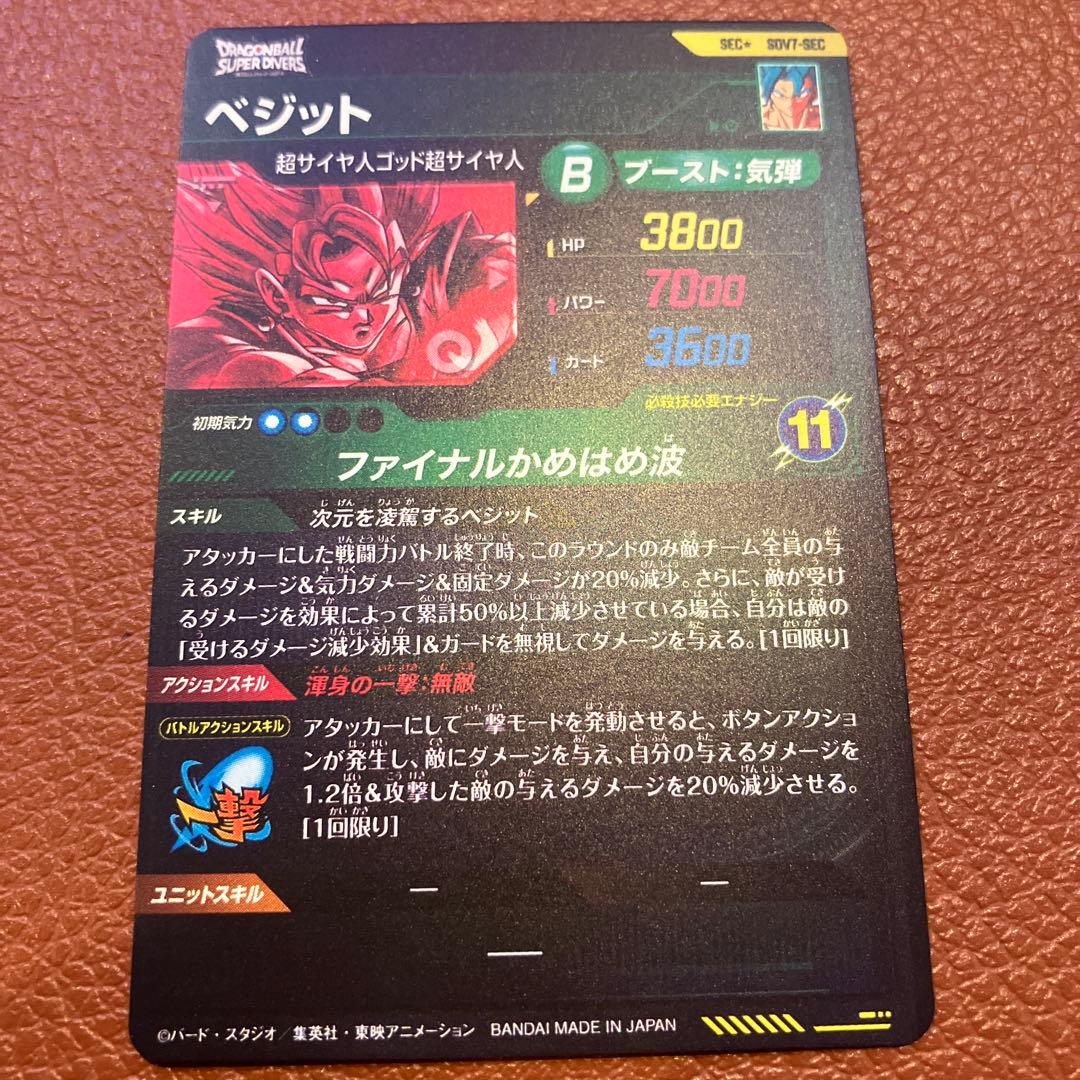 DRAGONBALL
SUPER DIVERS
SEC★ SDV7-SEC
ベジット
超サイヤ人ゴッド超サイヤ人
B ブースト:気弾
HP 3800
パワー 7000
ガード 3600
初期気力
必殺技必要エナジー
11
ファイナルかめはめ波
スキル 次元を凌駕するベジット
アタッカーにした戦闘力バトル終了時、このラウンドのみ敵チーム全員の与
えるダメージ&気力ダメージ&固定ダメージが20%減少。さらに、敵が受け
るダメージを効果によって累計50%以上減少させている場合、自分は敵の
「受けるダメージ減少効果」&ガードを無視してダメージを与える。[1回限り]
アクションスキル 渾身の一撃:無敵
バトルアクションスキル
一撃
アタッカーにして一撃モードを発動させると、ボタンアクショ
ンが発生し、敵にダメージを与え、自分の与えるダメージを
1.2倍&攻撃した敵の与えるダメージを20%減少させる。
[1回限り]
ユニットスキル — —
—
©バード・スタジオ/集英社・東映アニメーション BANDAI MADE IN JAPAN